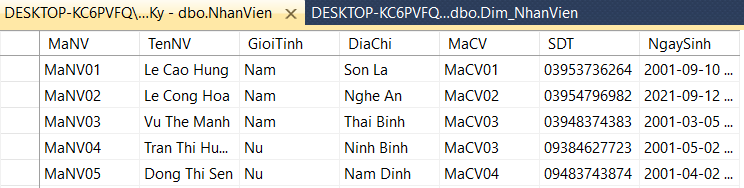 DESKTOP-KC6PVFQ\...Ky - dbo.NhanVien DESKTOP-KC6PVFQ...dbo.Dim_NhanVien
MaNV TenNV GioiTinh DiaChi MaCV SDT NgaySinh
MaNV01 Le Cao Hung Nam Son La MaCV01 03953736264 2001-09-10 ...
MaNV02 Le Cong Hoa Nam Nghe An MaCV02 03954796982 2021-09-12 ...
MaNV03 Vu The Manh Nam Thai Binh MaCV03 03948374383 2001-03-05 ...
MaNV04 Tran Thi Hu... Nu Ninh Binh MaCV03 09384627723 2001-05-02 ...
MaNV05 Dong Thi Sen Nu Nam Dinh MaCV04 09483743874 2001-04-02 ...